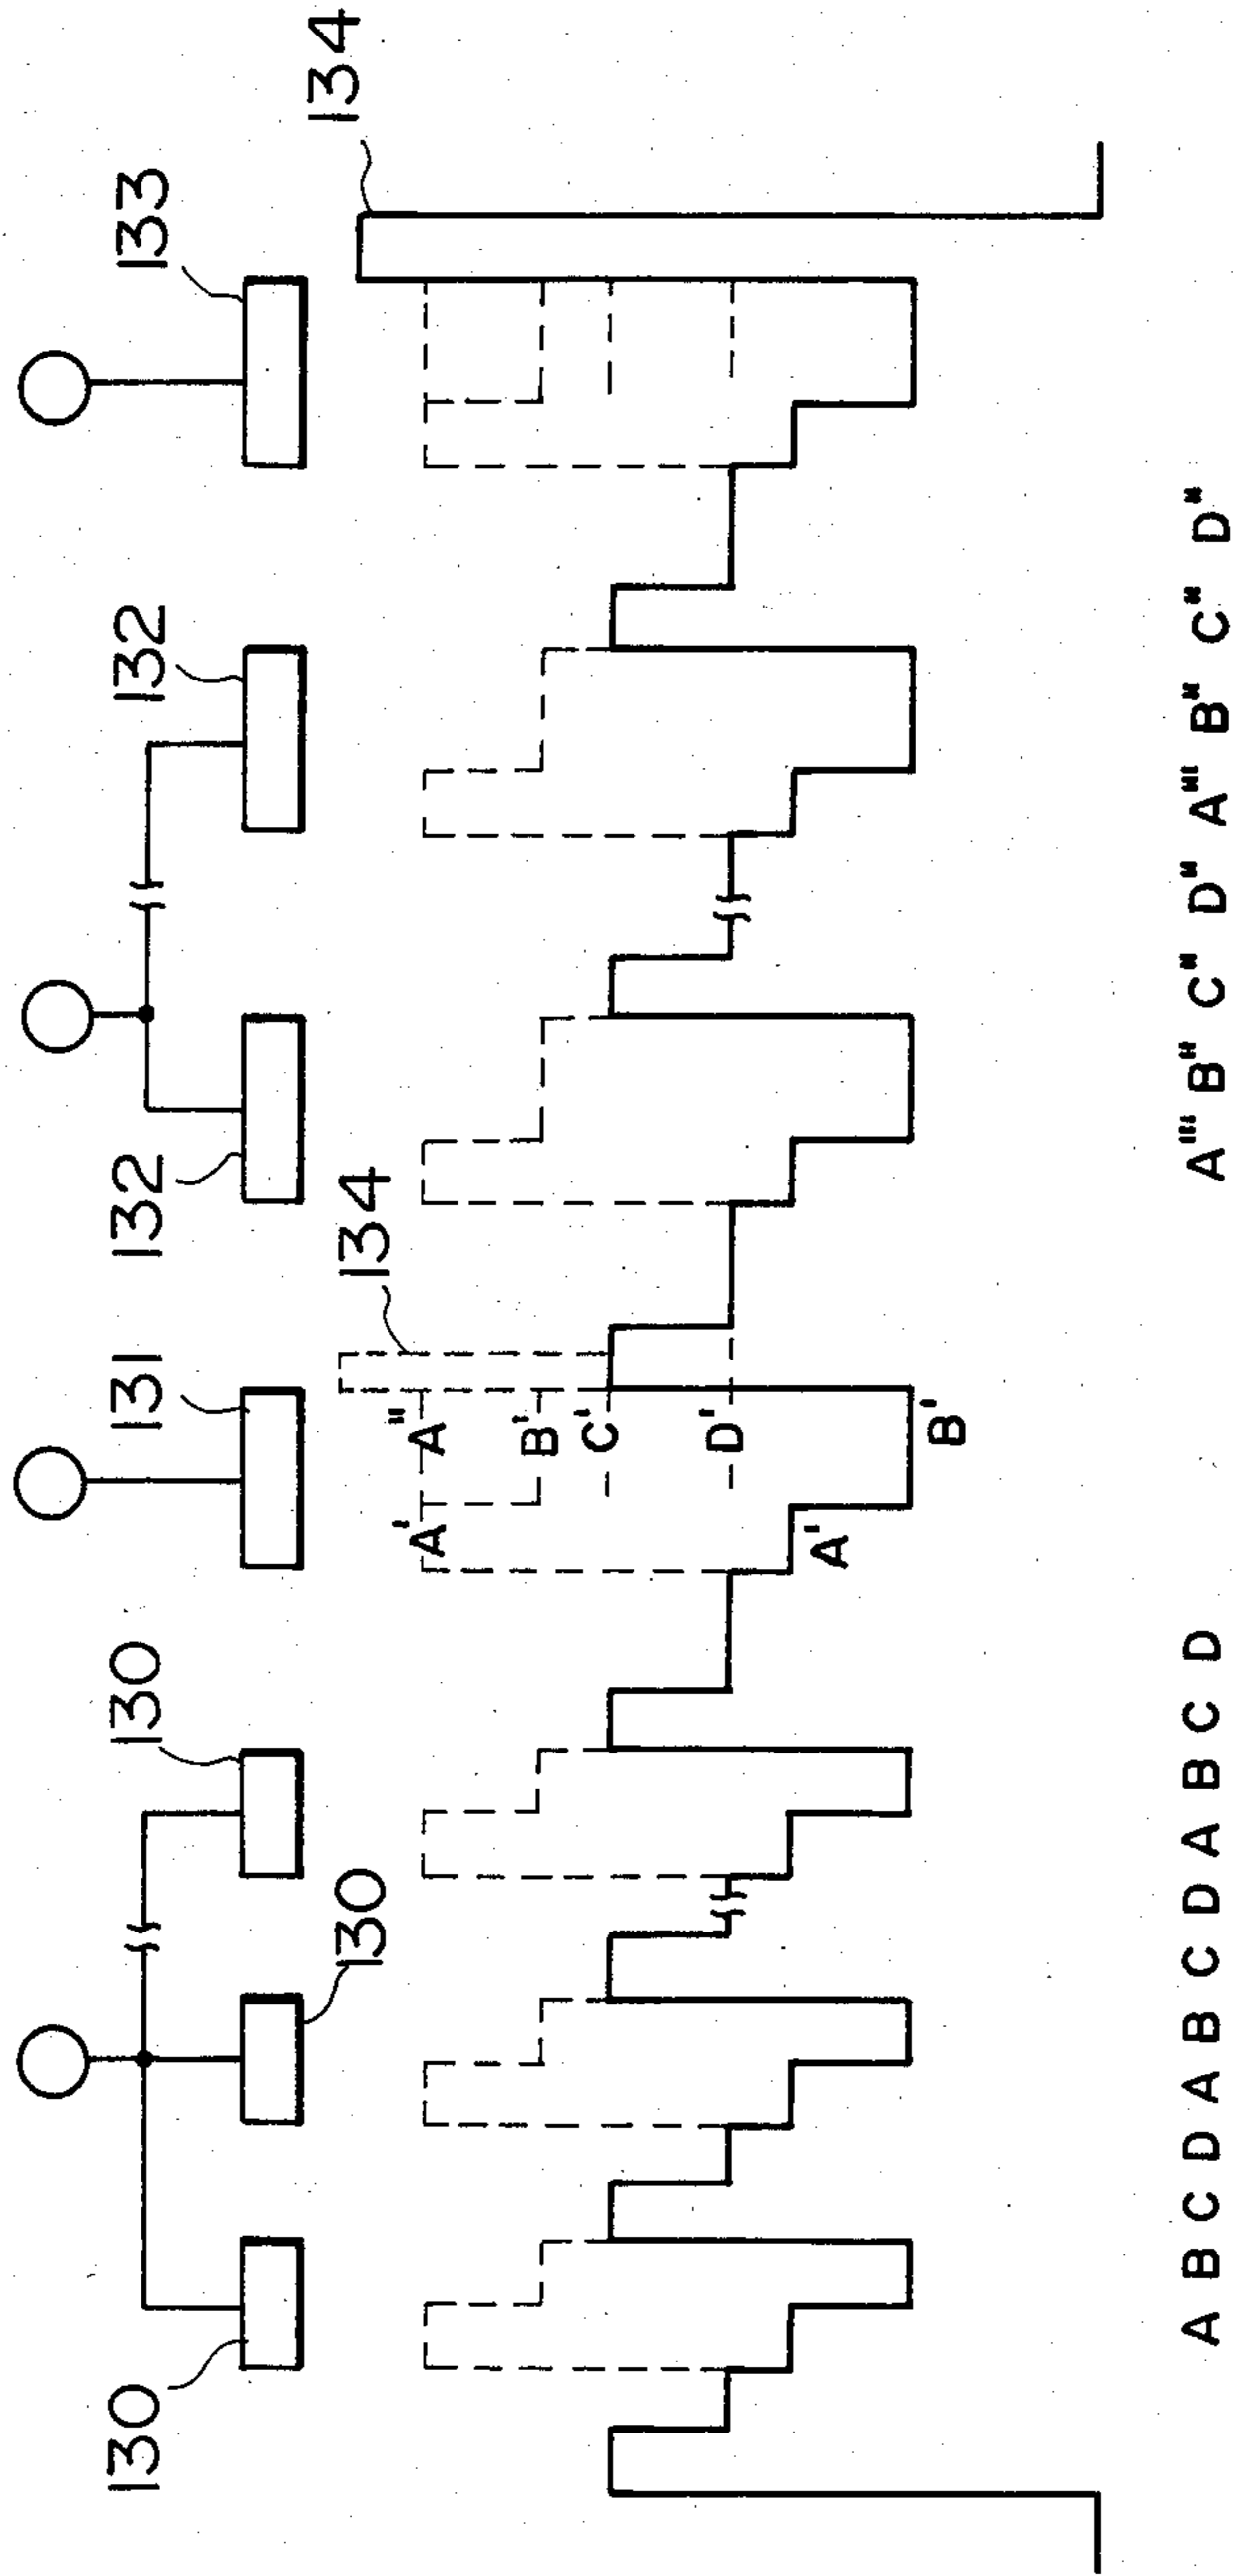 130 130 131 132 132 133
130 134 134
A' A"
B'
C'
D'
A'
B'
A B C D A B C D A B C D
A"' B" C" D" A"' B" C" D"